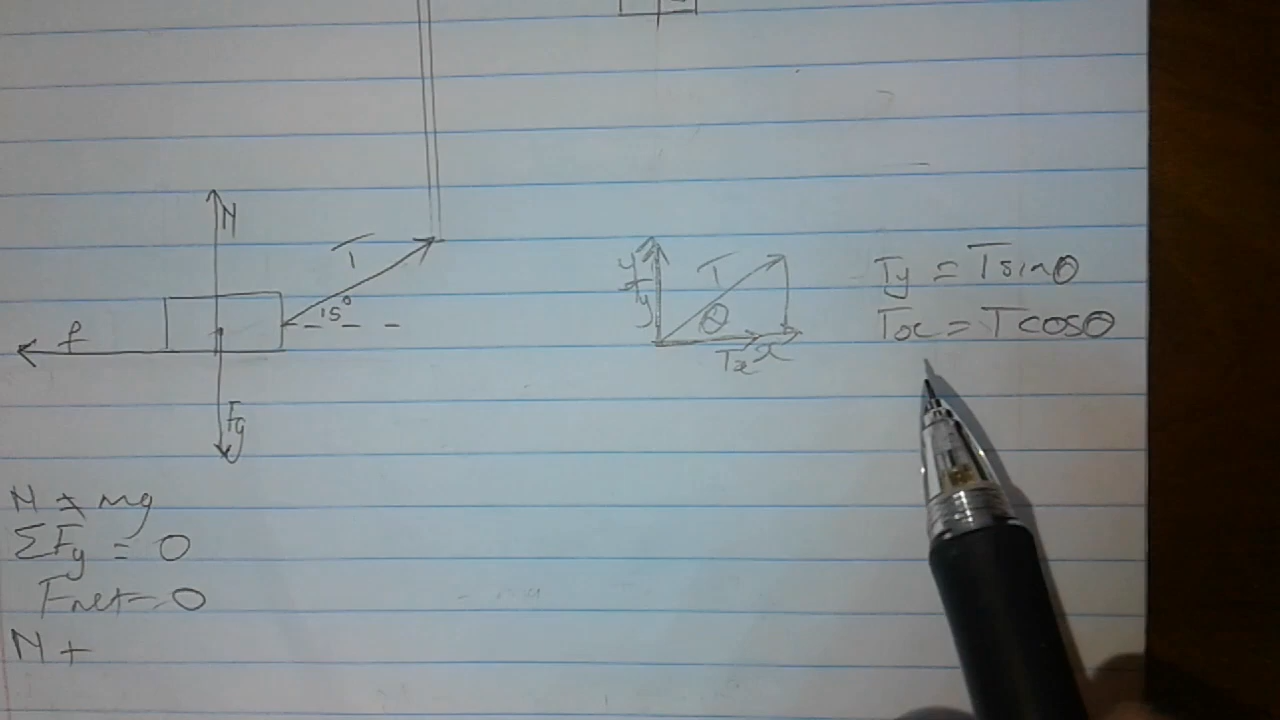 N
T
15°
f
Fg
y
Ty
T
θ
Tx x
Ty = Tsinθ
Tx = Tcosθ
N ≠ mg
ΣFy = 0
Fnet = 0
N +